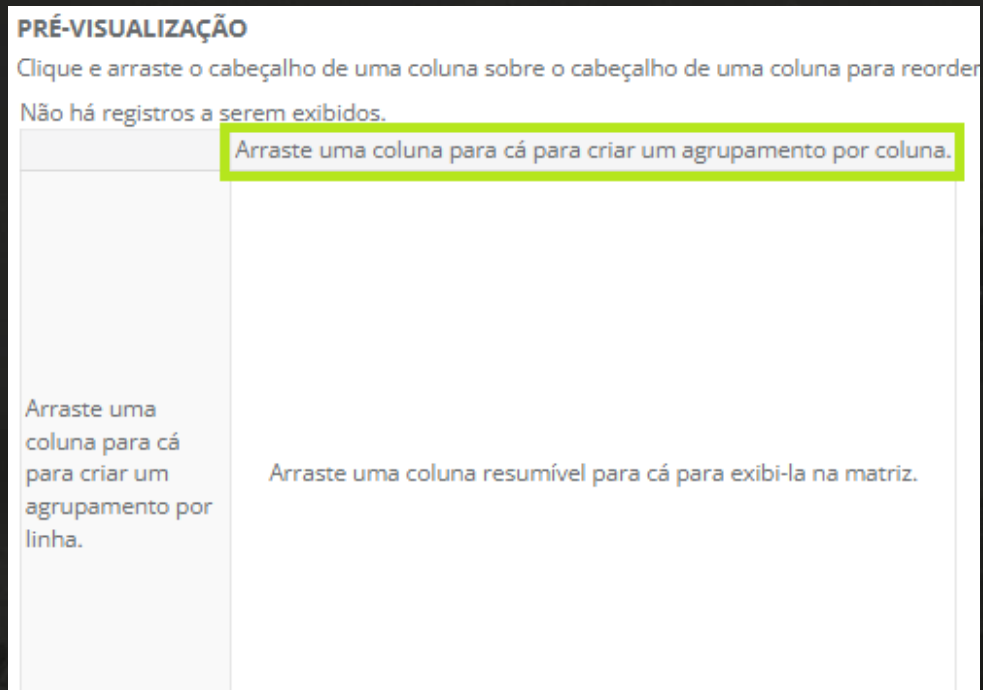 PRÉ-VISUALIZAÇÃO
Clique e arraste o cabeçalho de uma coluna sobre o cabeçalho de uma coluna para reorden
Não há registros a serem exibidos.
Arraste uma coluna para cá para criar um agrupamento por coluna.
Arraste uma
coluna para cá
para criar um
agrupamento por
linha.
Arraste uma coluna resumível para cá para exibi-la na matriz.